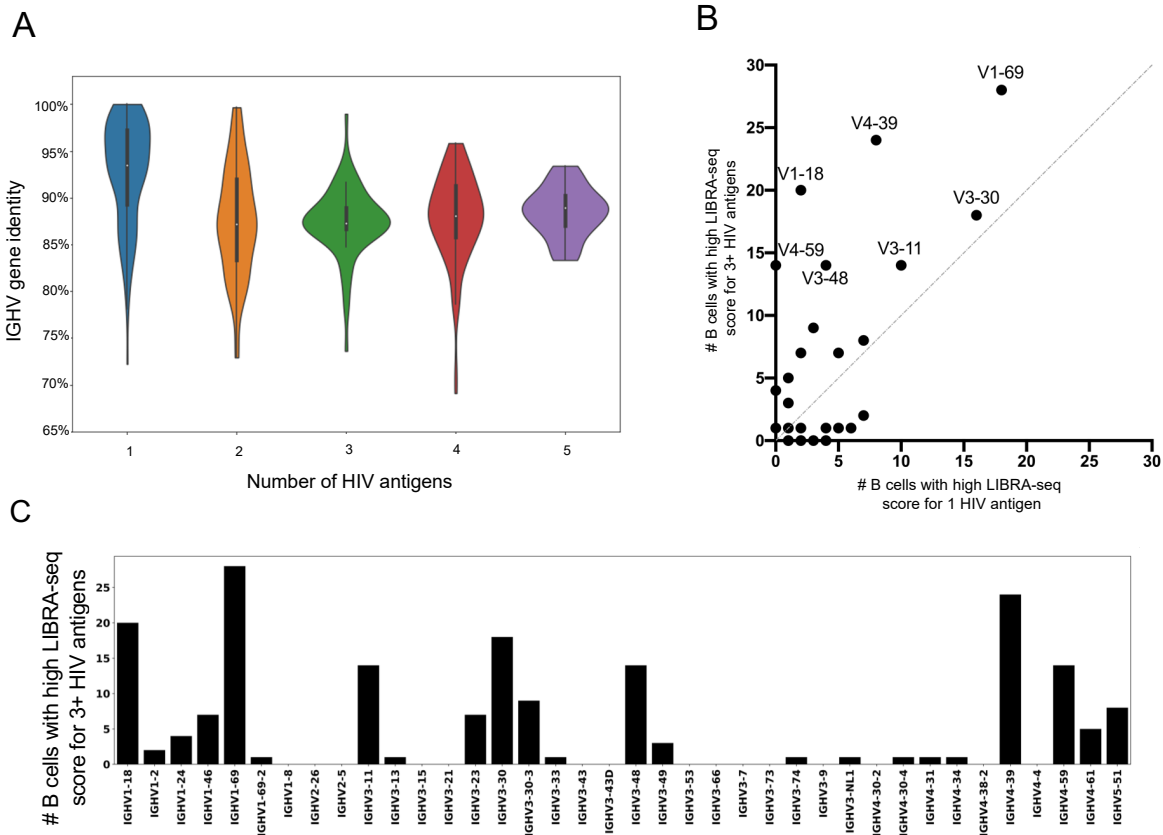 A
100%
95%
90%
85%
80%
75%
70%
65%
IGHV gene identity
1 2 3 4 5
Number of HIV antigens
B
30
25
20
15
10
5
0
# B cells with high LIBRA-seq
score for 3+ HIV antigens
V1-69
V4-39
V1-18
V3-30
V4-59
V3-11
V3-48
0 5 10 15 20 25 30
# B cells with high LIBRA-seq
score for 1 HIV antigen
C
# B cells with high LIBRA-seq
score for 3+ HIV antigens
25
20
15
10
5
0
IGHV1-18
IGHV1-2
IGHV1-24
IGHV1-46
IGHV1-69
IGHV1-69-2
IGHV1-8
IGHV2-26
IGHV2-5
IGHV3-11
IGHV3-13
IGHV3-15
IGHV3-21
IGHV3-23
IGHV3-30
IGHV3-30-3
IGHV3-33
IGHV3-43
IGHV3-43D
IGHV3-48
IGHV3-49
IGHV3-53
IGHV3-66
IGHV3-7
IGHV3-73
IGHV3-74
IGHV3-9
IGHV3-NL1
IGHV4-30-2
IGHV4-30-4
IGHV4-31
IGHV4-34
IGHV4-38-2
IGHV4-39
IGHV4-4
IGHV4-59
IGHV4-61
IGHV5-51